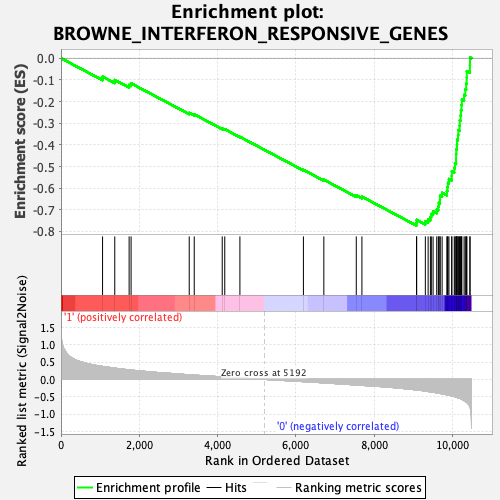 Enrichment plot:
BROWNE_INTERFERON_RESPONSIVE_GENES
Enrichment score (ES)
0.0
-0.1
-0.2
-0.3
-0.4
-0.5
-0.6
-0.7
-0.8
'1' (positively correlated)
Ranked list metric (Signal2Noise)
1.5
1.0
0.5
0.0
-0.5
-1.0
-1.5
Zero cross at 5192
'0' (negatively correlated)
0
2,000
4,000
6,000
8,000
10,000
Rank in Ordered Dataset
Enrichment profile
Hits
Ranking metric scores